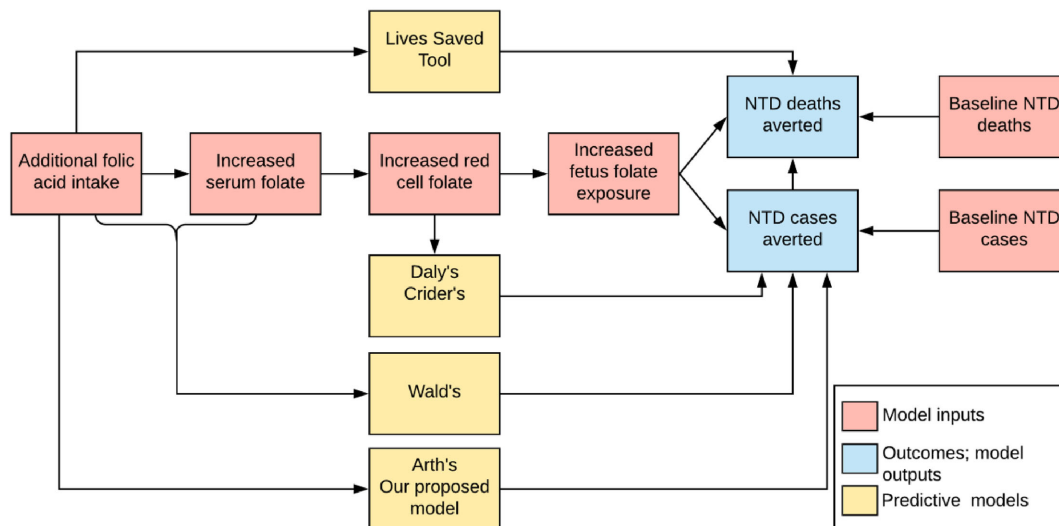 Lives Saved
Tool
NTD deaths
averted
Baseline NTD
deaths
Additional folic
acid intake
Increased
serum folate
Increased red
cell folate
Increased
fetus folate
exposure
NTD cases
averted
Baseline NTD
cases
Daly's
Crider's
Wald's
Arth's
Our proposed
model
Model inputs
Outcomes; model
outputs
Predictive models